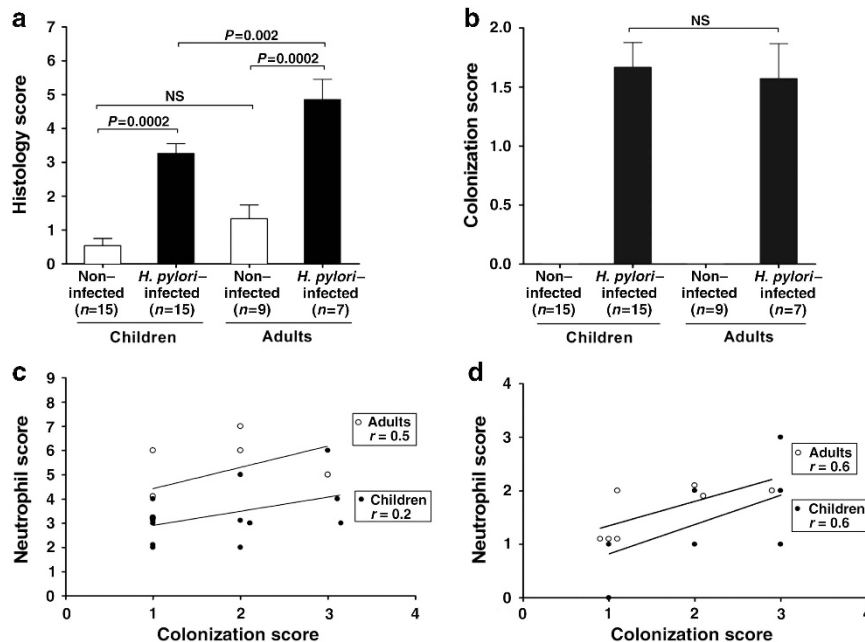 a
Histology score
7
6
5
4
3
2
1
0
P=0.002
P=0.0002
NS
P=0.0002
Non–
infected
(n=15)
H. pylori–
infected
(n=15)
Non–
infected
(n=9)
H. pylori–
infected
(n=7)
Children
Adults
b
Colonization score
2.0
1.5
1.0
0.5
0.0
NS
Non–
infected
(n=15)
H. pylori–
infected
(n=15)
Non–
infected
(n=9)
H. pylori–
infected
(n=7)
Children
Adults
c
Neutrophil score
9
8
7
6
5
4
3
2
1
0
Adults
r = 0.5
Children
r = 0.2
0
1
2
3
4
Colonization score
d
Neutrophil score
4
3
2
1
0
Adults
r = 0.6
Children
r = 0.6
0
1
2
3
4
Colonization score